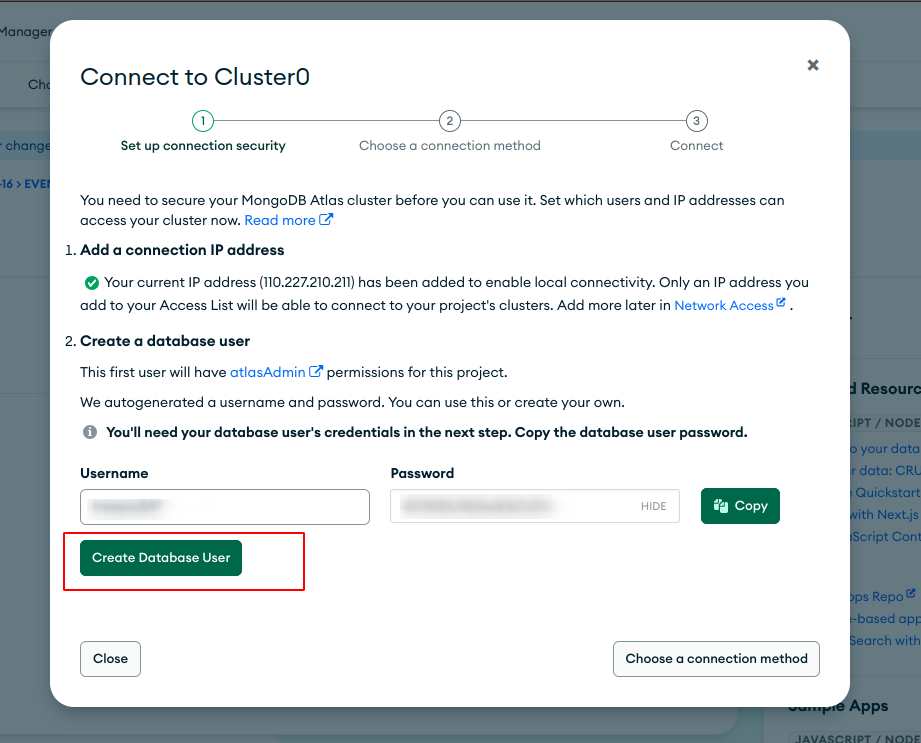 Manager
Connect to Cluster0
Cho
1
2
3
Set up connection security
Choose a connection method
Connect
r change
-16 > EVEN
You need to secure your MongoDB Atlas cluster before you can use it. Set which users and IP addresses can
access your cluster now. Read more
1. Add a connection IP address
Your current IP address (110.227.210.211) has been added to enable local connectivity. Only an IP address you
add to your Access List will be able to connect to your project's clusters. Add more later in Network Access .
2. Create a database user
This first user will have atlasAdmin permissions for this project.
We autogenerated a username and password. You can use this or create your own.
You'll need your database user's credentials in the next step. Copy the database user password.
Username
Password
HIDE
Copy
Create Database User
Close
Choose a connection method
d Resourc
RIPT / NODE
o your data
r data: CRU
e Quickstart
with Next.js
aScript Cont
pps Repo
e-based app
Search with
Sample Apps
JAVASCRIPT / NODE